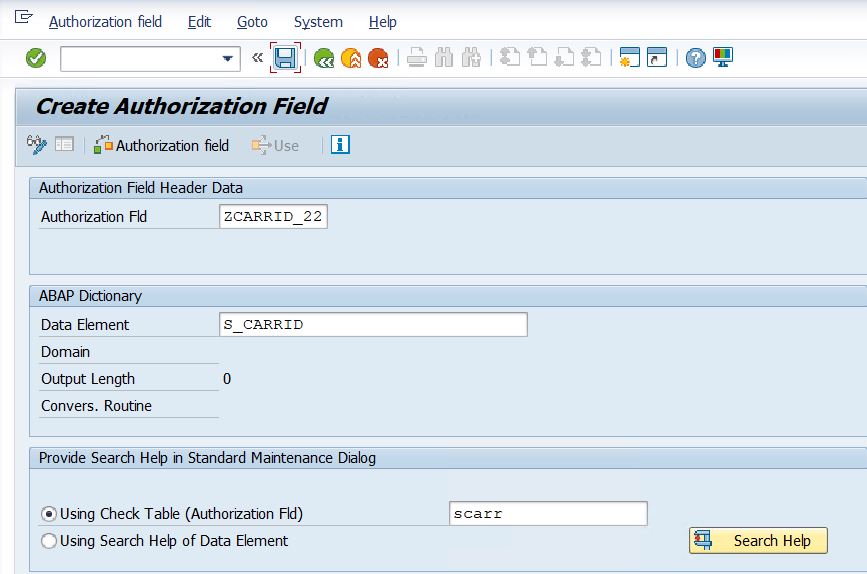 Authorization field Edit Goto System Help
«
Create Authorization Field
Authorization field Use
Authorization Field Header Data
Authorization Fld ZCARRID_22
ABAP Dictionary
Data Element S_CARRID
Domain
Output Length 0
Convers. Routine
Provide Search Help in Standard Maintenance Dialog
Using Check Table (Authorization Fld) scarr
Using Search Help of Data Element Search Help